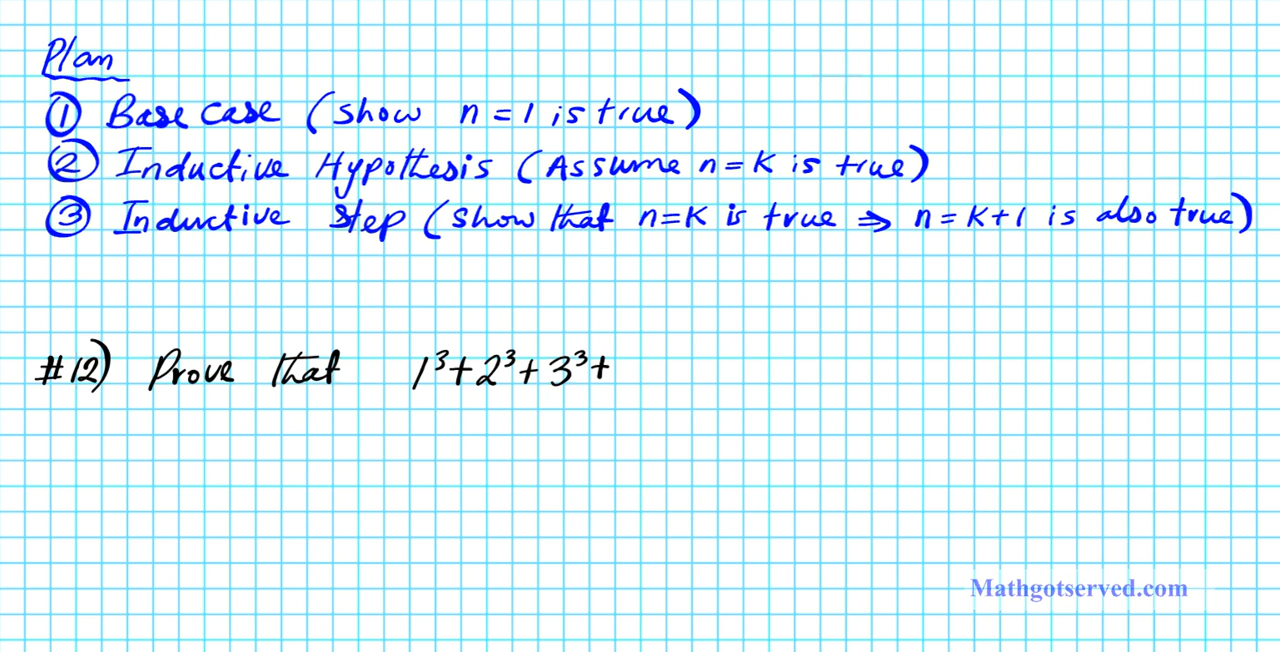 Plan
① Base case (show n = 1 is true)
② Inductive Hypothesis (Assume n = K is true)
③ Inductive Step (show that n=K is true ⇒ n = K+1 is also true)
#12) Prove that 1³+2³+3³+
Mathgotserved.com